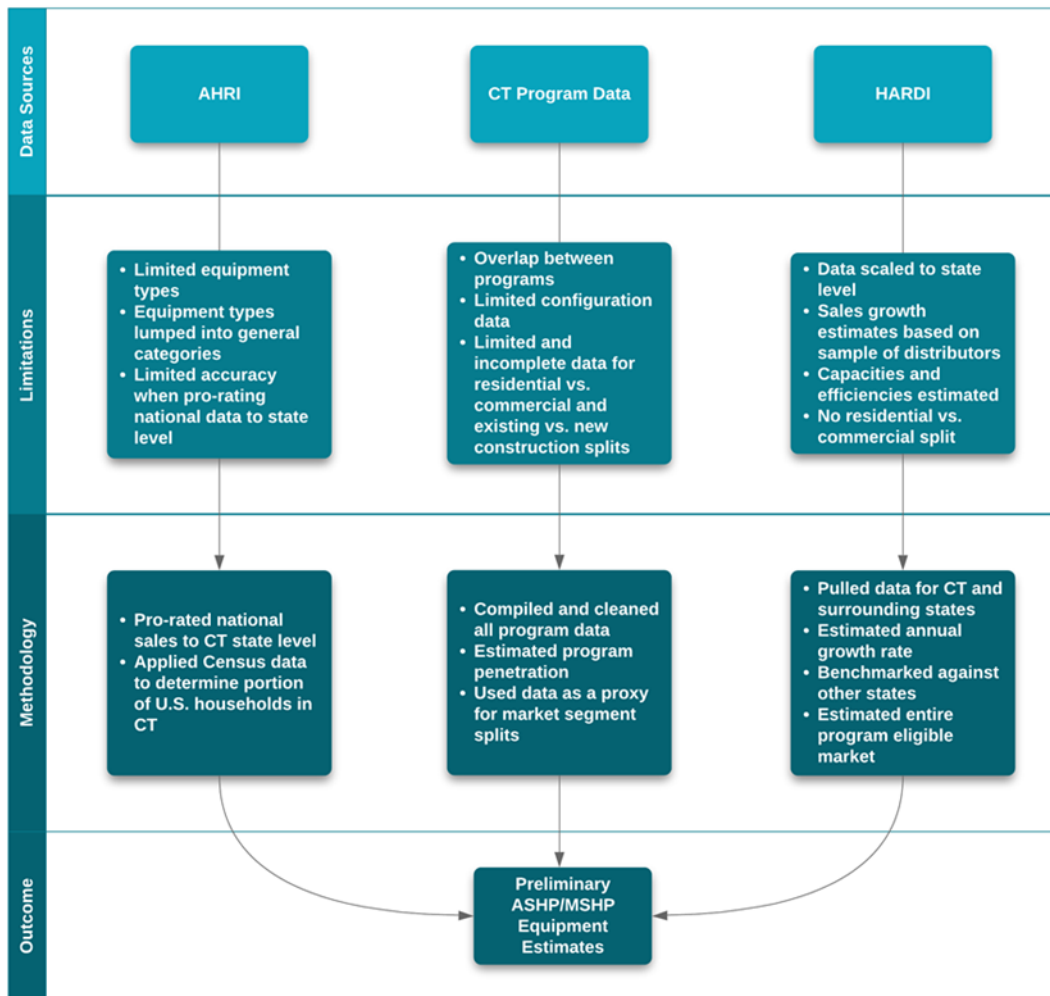 Data Sources
AHRI
CT Program Data
HARDI
Limitations
• Limited equipment
types
• Equipment types
lumped into general
categories
• Limited accuracy
when pro-rating
national data to state
level
• Overlap between
programs
• Limited configuration
data
• Limited and
incomplete data for
residential vs.
commercial and
existing vs. new
construction splits
• Data scaled to state
level
• Sales growth
estimates based on
sample of distributors
• Capacities and
efficiencies estimated
• No residential vs.
commercial split
Methodology
• Pro-rated national
sales to CT state level
• Applied Census data
to determine portion
of U.S. households in
CT
• Compiled and cleaned
all program data
• Estimated program
penetration
• Used data as a proxy
for market segment
splits
• Pulled data for CT and
surrounding states
• Estimated annual
growth rate
• Benchmarked against
other states
• Estimated entire
program eligible
market
Outcome
Preliminary
ASHP/MSHP
Equipment
Estimates